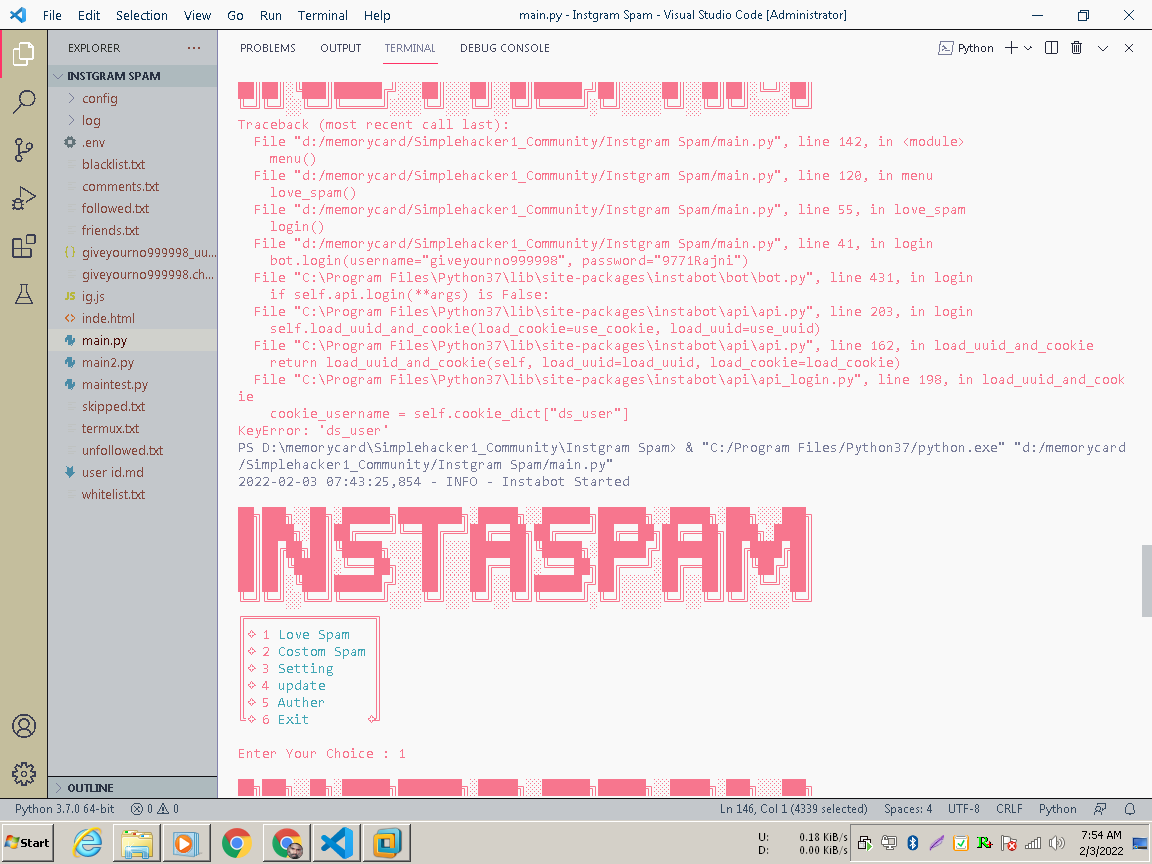 File Edit Selection View Go Run Terminal Help
main.py - Instgram Spam - Visual Studio Code [Administrator]
EXPLORER
INSTGRAM SPAM
config
log
.env
blacklist.txt
comments.txt
followed.txt
friends.txt
giveyourno999998_uu...
giveyourno999998.ch...
JS ig.js
inde.html
main.py
main2.py
maintest.py
skipped.txt
termux.txt
unfollowed.txt
user id.md
whitelist.txt
OUTLINE
PROBLEMS OUTPUT TERMINAL DEBUG CONSOLE
Python
Traceback (most recent call last):
File "d:/memorycard/Simplehacker1_Community/Instgram Spam/main.py", line 142, in <module>
menu()
File "d:/memorycard/Simplehacker1_Community/Instgram Spam/main.py", line 120, in menu
love_spam()
File "d:/memorycard/Simplehacker1_Community/Instgram Spam/main.py", line 55, in love_spam
login()
File "d:/memorycard/Simplehacker1_Community/Instgram Spam/main.py", line 41, in login
bot.login(username="giveyourno999998", password="9771Rajni")
File "C:\Program Files\Python37\lib\site-packages\instabot\bot\bot.py", line 431, in login
if self.api.login(**args) is False:
File "C:\Program Files\Python37\lib\site-packages\instabot\api\api.py", line 203, in login
self.load_uuid_and_cookie(load_cookie=use_cookie, load_uuid=use_uuid)
File "C:\Program Files\Python37\lib\site-packages\instabot\api\api.py", line 162, in load_uuid_and_cookie
return load_uuid_and_cookie(self, load_uuid=load_uuid, load_cookie=load_cookie)
File "C:\Program Files\Python37\lib\site-packages\instabot\api\api_login.py", line 198, in load_uuid_and_cook
ie
cookie_username = self.cookie_dict["ds_user"]
KeyError: 'ds_user'
PS D:\memorycard\Simplehacker1_Community\Instgram Spam> & "C:/Program Files/Python37/python.exe" "d:/memorycard
/Simplehacker1_Community/Instgram Spam/main.py"
2022-02-03 07:43:25,854 - INFO - Instabot Started
INSTASPAM
1 Love Spam
2 Costom Spam
3 Setting
4 update
5 Auther
6 Exit
Enter Your Choice : 1
Python 3.7.0 64-bit 0 0 Ln 146, Col 1 (4339 selected) Spaces: 4 UTF-8 CRLF Python
Start
U: 0.18 KiB/s
D: 0.00 KiB/s
7:54 AM
2/3/2022